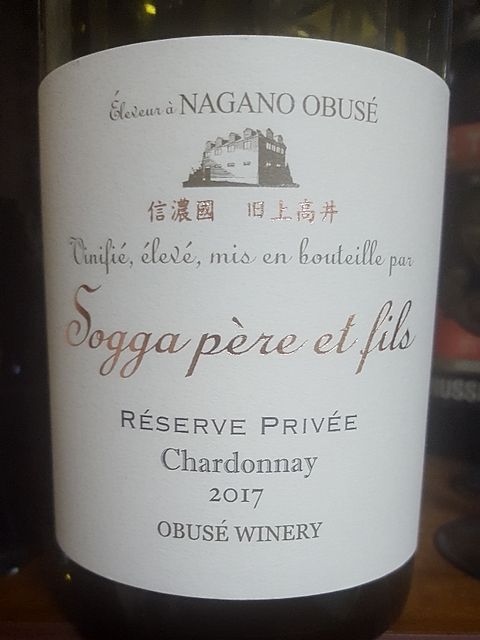 Éleveur à NAGANO OBUSÉ
信濃國 旧上高井
Vinifié, élevé, mis en bouteille par
Sogga père et fils
RÉSERVE PRIVÉE
Chardonnay
2017
OBUSÉ WINERY